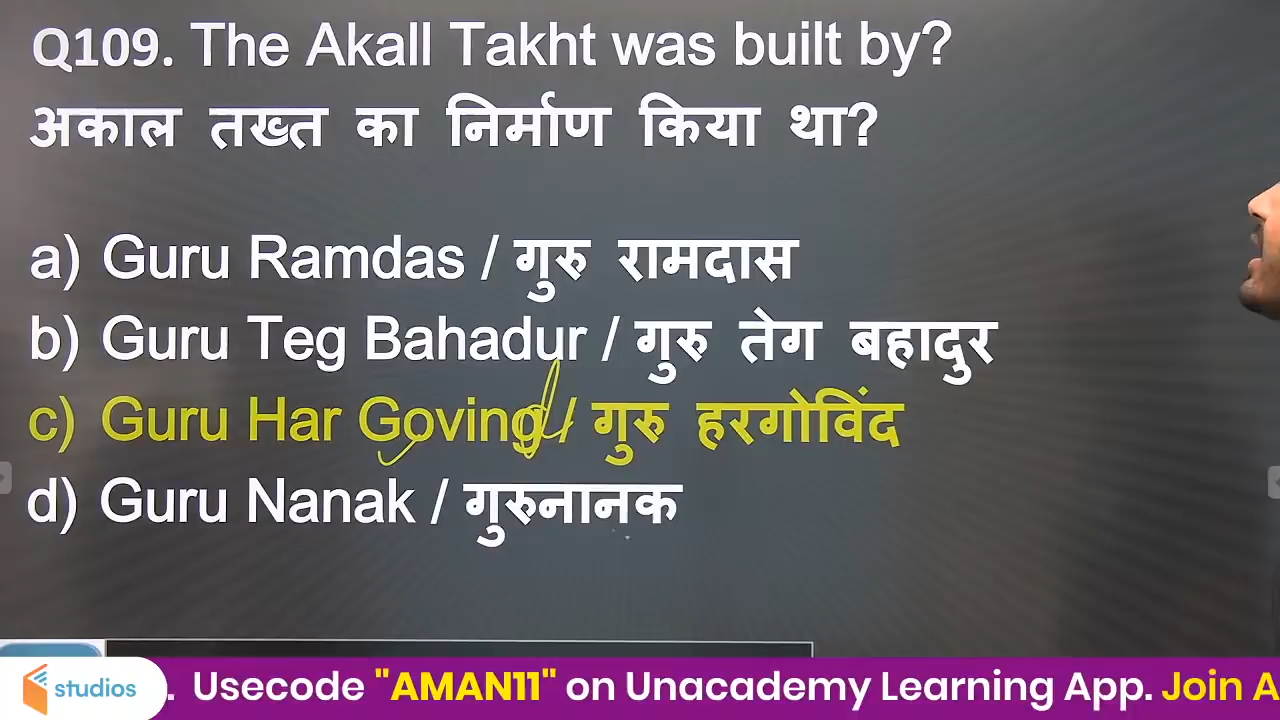 Q109. The Akall Takht was built by?
अकाल तख्त का निर्माण किया था?
a) Guru Ramdas / गुरु रामदास
b) Guru Teg Bahadur / गुरु तेग बहादुर
c) Guru Har Goving / गुरु हरगोविंद
d) Guru Nanak / गुरुनानक
studios . Usecode "AMAN11" on Unacademy Learning App. Join A